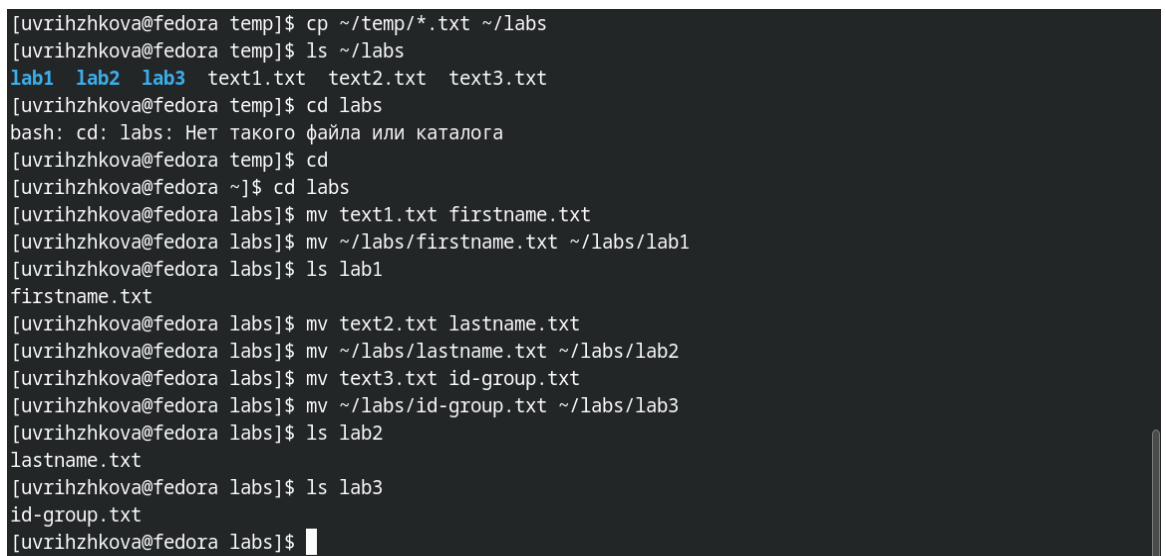 [uvrihzhkova@fedora temp]$ cp ~/temp/*.txt ~/labs
[uvrihzhkova@fedora temp]$ ls ~/labs
lab1  lab2  lab3  text1.txt  text2.txt  text3.txt
[uvrihzhkova@fedora temp]$ cd labs
bash: cd: labs: Нет такого файла или каталога
[uvrihzhkova@fedora temp]$ cd
[uvrihzhkova@fedora ~]$ cd labs
[uvrihzhkova@fedora labs]$ mv text1.txt firstname.txt
[uvrihzhkova@fedora labs]$ mv ~/labs/firstname.txt ~/labs/lab1
[uvrihzhkova@fedora labs]$ ls lab1
firstname.txt
[uvrihzhkova@fedora labs]$ mv text2.txt lastname.txt
[uvrihzhkova@fedora labs]$ mv ~/labs/lastname.txt ~/labs/lab2
[uvrihzhkova@fedora labs]$ mv text3.txt id-group.txt
[uvrihzhkova@fedora labs]$ mv ~/labs/id-group.txt ~/labs/lab3
[uvrihzhkova@fedora labs]$ ls lab2
lastname.txt
[uvrihzhkova@fedora labs]$ ls lab3
id-group.txt
[uvrihzhkova@fedora labs]$